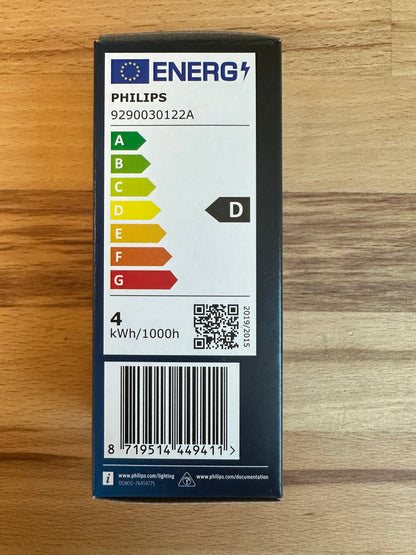 ENERG
PHILIPS
9290030122A
A
B
C
D
E
F
G
D
4
kWh/1000h
2019/2015
8 719514 449411 >
i
www.philips.com/lighting
www.philips.com/documentation